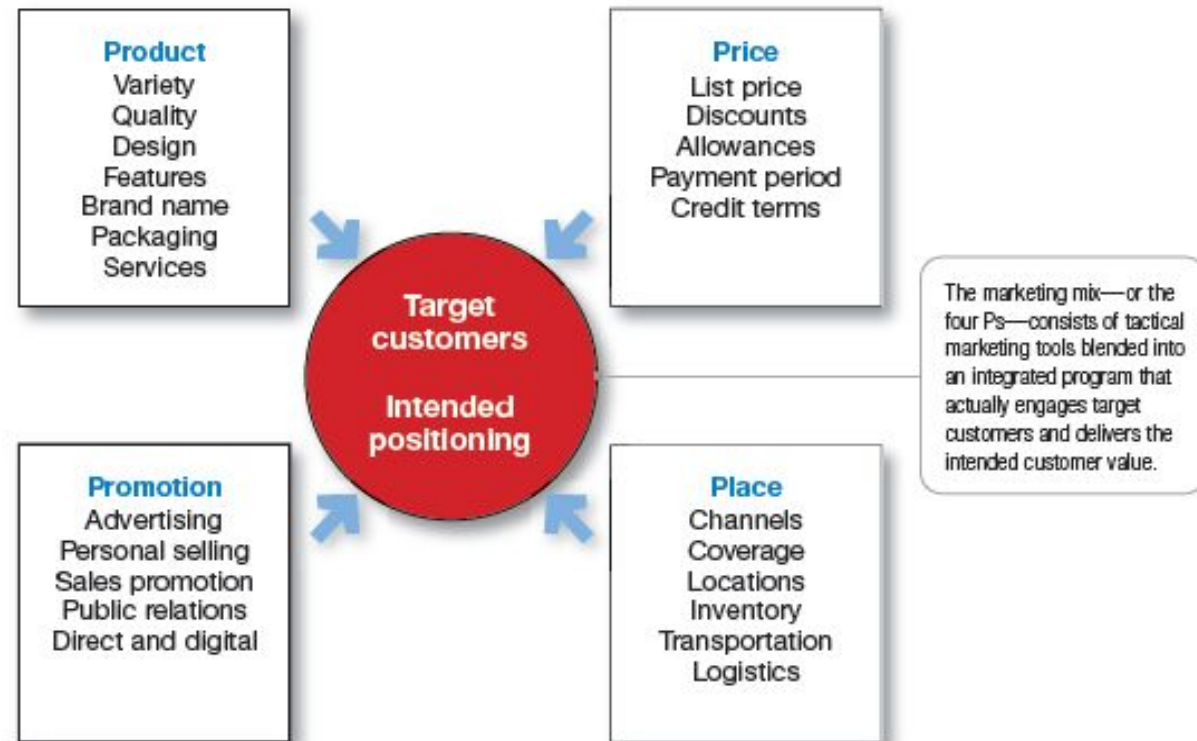 Product
Variety
Quality
Design
Features
Brand name
Packaging
Services
Price
List price
Discounts
Allowances
Payment period
Credit terms
Target
customers
Intended
positioning
The marketing mix—or the
four Ps—consists of tactical
marketing tools blended into
an integrated program that
actually engages target
customers and delivers the
intended customer value.
Promotion
Advertising
Personal selling
Sales promotion
Public relations
Direct and digital
Place
Channels
Coverage
Locations
Inventory
Transportation
Logistics